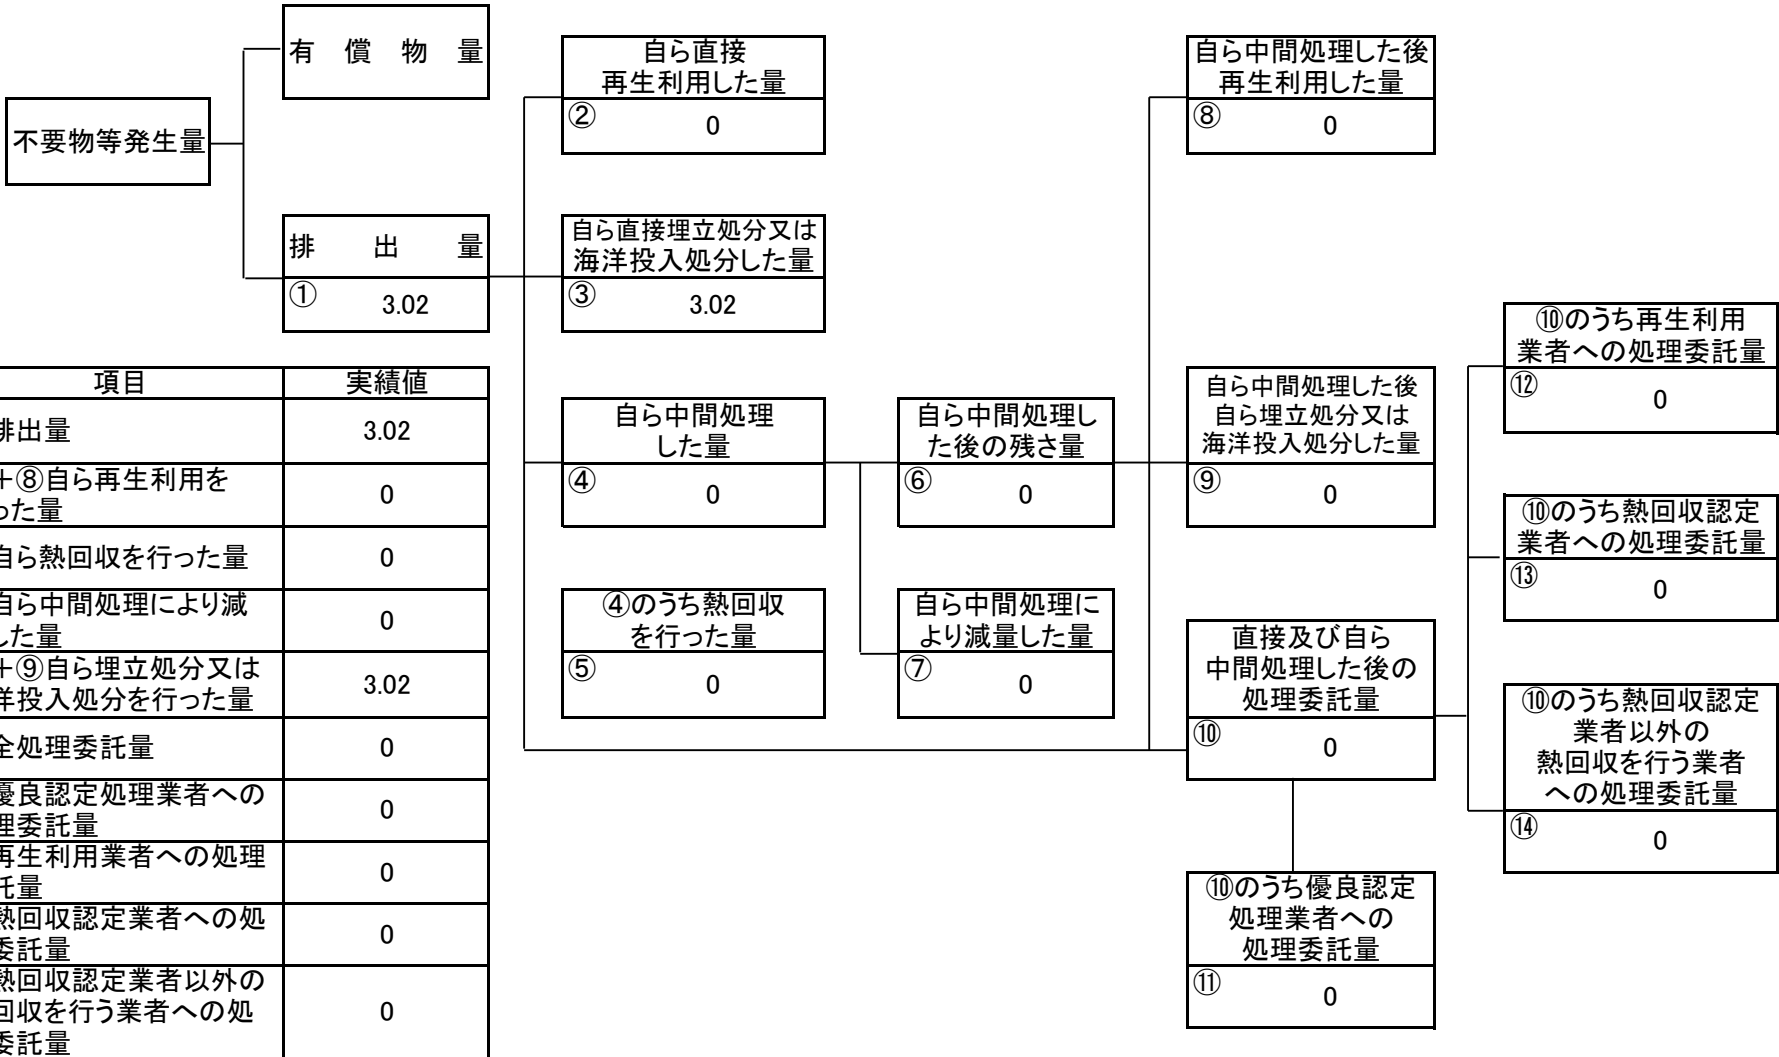 有償物量
不要物等発生量
排出量
① 3.02
自ら直接
再生利用した量
② 0
自ら直接埋立処分又は
海洋投入処分した量
③ 3.02
自ら中間処理
した量
④ 0
④のうち熱回収
を行った量
⑤ 0
自ら中間処理し
た後の残さ量
⑥ 0
自ら中間処理に
より減量した量
⑦ 0
自ら中間処理した後
再生利用した量
⑧ 0
自ら中間処理した後
自ら埋立処分又は
海洋投入処分した量
⑨ 0
直接及び自ら
中間処理した後の
処理委託量
⑩ 0
⑩のうち優良認定
処理業者への
処理委託量
⑪ 0
⑩のうち再生利用
業者への処理委託量
⑫ 0
⑩のうち熱回収認定
業者への処理委託量
⑬ 0
⑩のうち熱回収認定
業者以外の
熱回収を行う業者
への処理委託量
⑭ 0
項目 実績値
排出量 3.02
+⑧自ら再生利用を
った量 0
自ら熱回収を行った量 0
自ら中間処理により減
した量 0
+⑨自ら埋立処分又は
洋投入処分を行った量 3.02
全処理委託量 0
優良認定処理業者への
理委託量 0
再生利用業者への処理
託量 0
熱回収認定業者への処
委託量 0
熱回収認定業者以外の
回収を行う業者への処
委託量 0